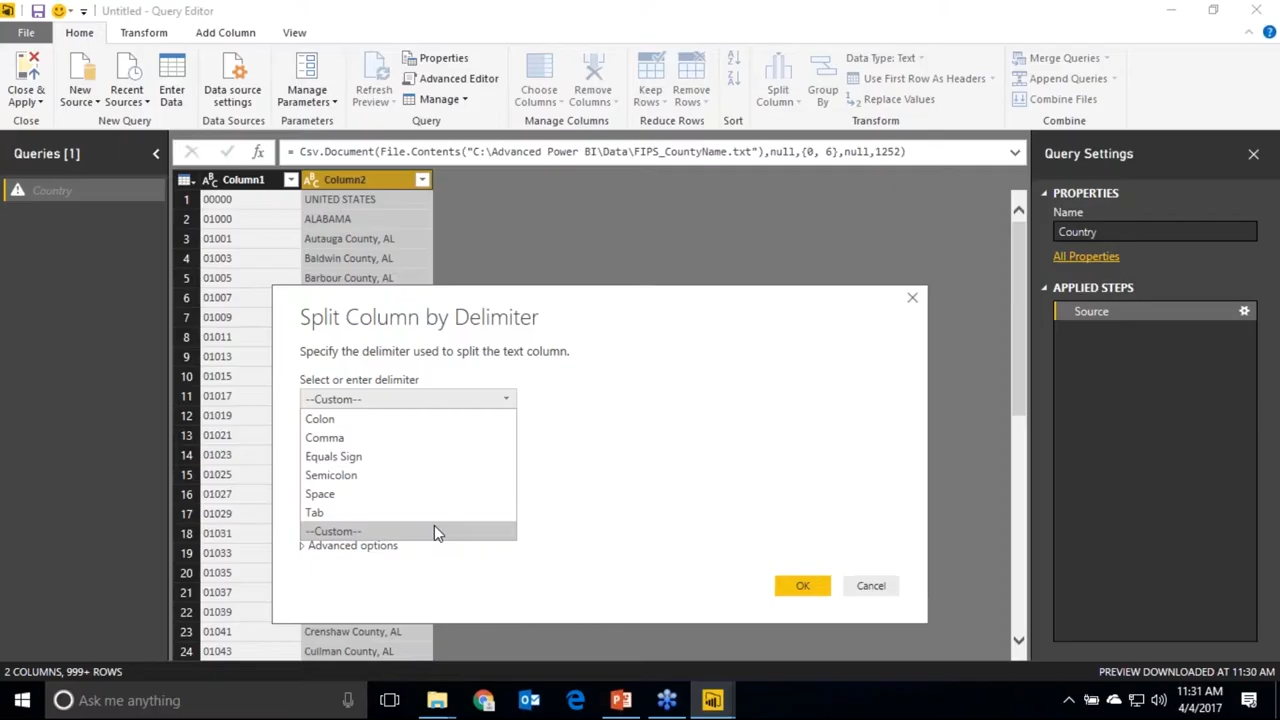 Untitled - Query Editor
File
Home
Transform
Add Column
View
Close & Apply
New Source
Recent Sources
Enter Data
Data source settings
Manage Parameters
Refresh Preview
Properties
Advanced Editor
Manage
Choose Columns
Remove Columns
Keep Rows
Remove Rows
Split Column
Group By
Data Type: Text
Use First Row As Headers
Replace Values
Merge Queries
Append Queries
Combine Files
Close
New Query
Data Sources
Parameters
Query
Manage Columns
Reduce Rows
Sort
Transform
Combine
Queries [1]
Country
fx
= Csv.Document(File.Contents("C:\Advanced Power BI\Data\FIPS_CountyName.txt"),null,{0, 6},null,1252)
Column1 Column2
1 00000 UNITED STATES
2 01000 ALABAMA
3 01001 Autauga County, AL
4 01003 Baldwin County, AL
5 01005 Barbour County, AL
6 01007
7 01009
8 01011
9 01013
10 01015
11 01017
12 01019
13 01021
14 01023
15 01025
16 01027
17 01029
18 01031
19 01033
20 01035
21 01037
22 01039
23 01041 Crenshaw County, AL
24 01043 Cullman County, AL
Split Column by Delimiter
Specify the delimiter used to split the text column.
Select or enter delimiter
--Custom--
Colon
Comma
Equals Sign
Semicolon
Space
Tab
--Custom--
Advanced options
OK
Cancel
Query Settings
PROPERTIES
Name
Country
All Properties
APPLIED STEPS
Source
2 COLUMNS, 999+ ROWS
PREVIEW DOWNLOADED AT 11:30 AM
Ask me anything
11:31 AM
4/4/2017